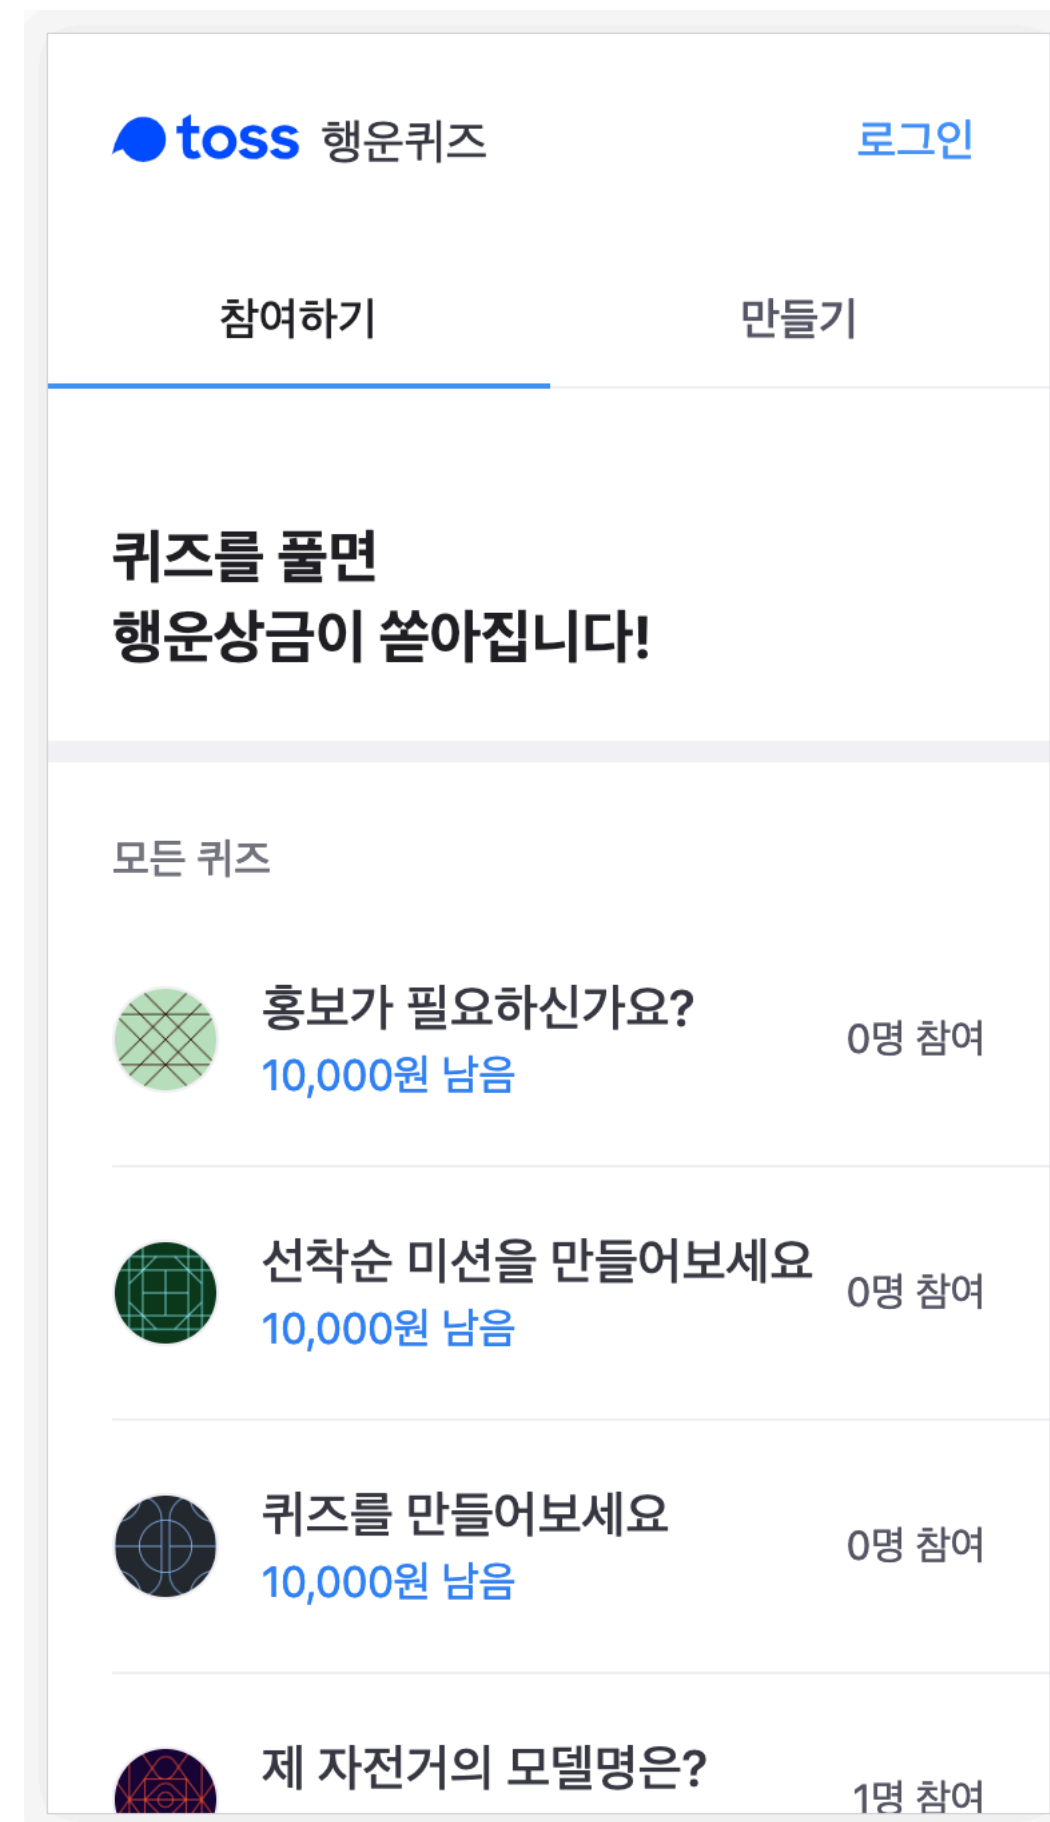 toss 행운퀴즈
로그인
참여하기
만들기
퀴즈를 풀면
행운상금이 쏟아집니다!
모든 퀴즈
홍보가 필요하신가요?
10,000원 남음
0명 참여
선착순 미션을 만들어보세요
10,000원 남음
0명 참여
퀴즈를 만들어보세요
10,000원 남음
0명 참여
제 자전거의 모델명은?
1명 참여